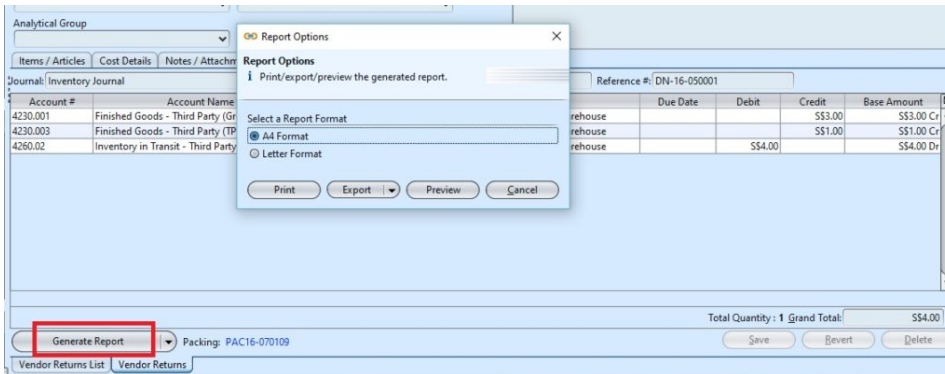 Analytical Group
Items / Articles Cost Details Notes / Attachm
Journal: Inventory Journal Reference #: DN-16-050001
Account # Account Name Due Date Debit Credit Base Amount
4230.001 Finished Goods - Third Party (Gr rehouse S$3.00 S$3.00 Cr
4230.003 Finished Goods - Third Party (TP rehouse S$1.00 S$1.00 Cr
4260.02 Inventory in Transit - Third Party rehouse S$4.00 S$4.00 Dr
Report Options
Report Options
Print/export/preview the generated report.
Select a Report Format
A4 Format
Letter Format
Print Export Preview Cancel
Total Quantity : 1 Grand Total: S$4.00
Generate Report Packing: PAC16-070109 Save Revert Delete
Vendor Returns List Vendor Returns